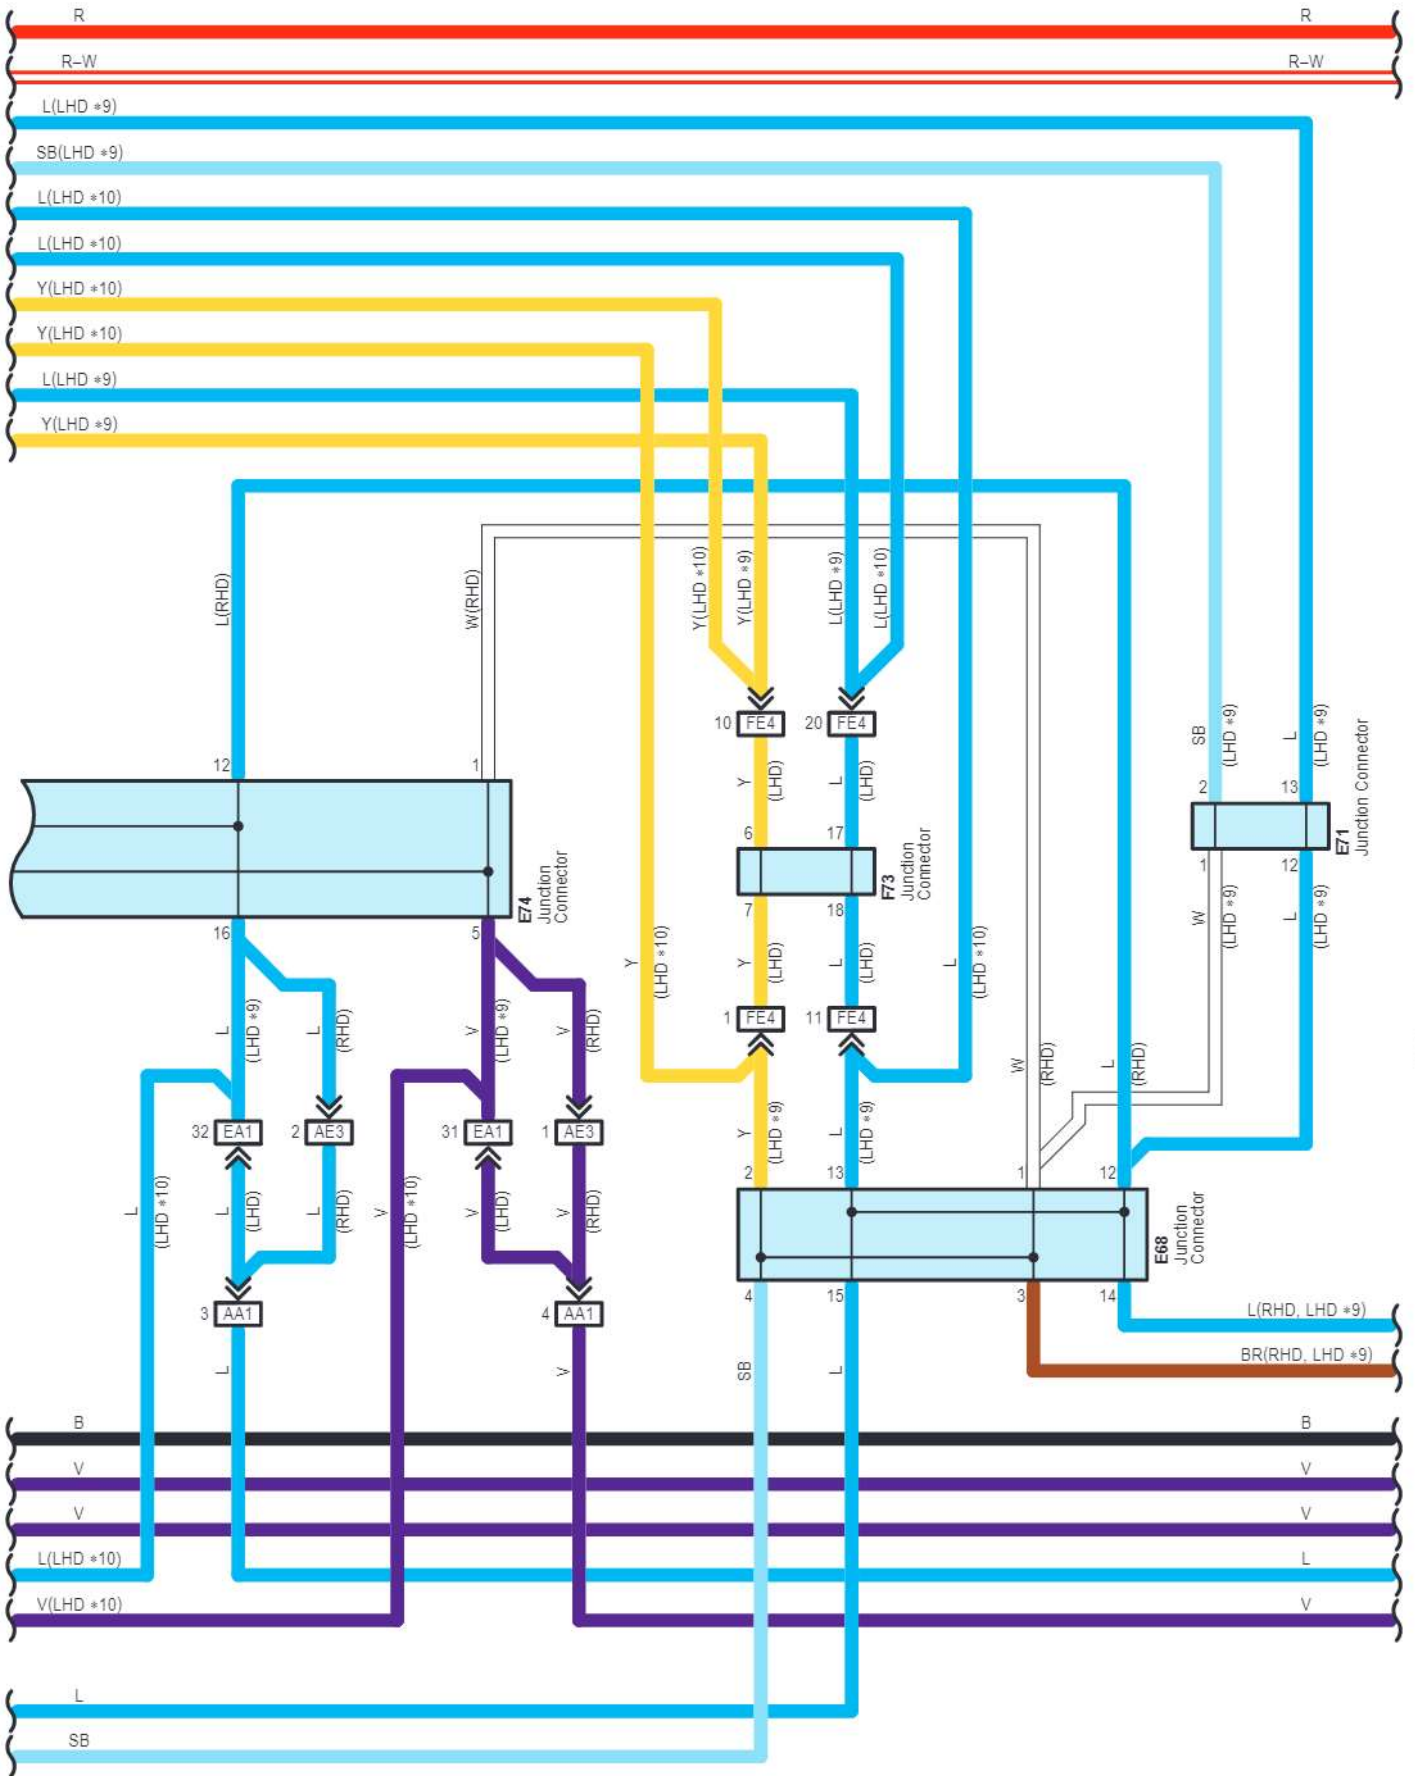 R R
R–W R–W
L(LHD *9)
SB(LHD *9)
L(LHD *10)
L(LHD *10)
Y(LHD *10)
Y(LHD *10)
L(LHD *9)
Y(LHD *9)
L(RHD)
W(RHD)
Y(LHD *10)
Y(LHD *9)
L(LHD *9)
L(LHD *10)
10 FE4
20 FE4
SB
(LHD *9)
L
(LHD *9)
12
1
Y
(LHD)
L
(LHD)
2
13
6
17
E74
Junction
Connector
F73
Junction
Connector
E71
Junction Connector
7
18
1
12
16
5
Y
(LHD *10)
Y
(LHD)
L
(LHD)
L
(LHD *10)
W
(LHD *9)
L
(LHD *9)
L
(LHD *9)
L
(RHD)
V
(LHD *9)
V
(RHD)
1 FE4
11 FE4
W
(RHD)
L
(RHD)
32 EA1
2 AE3
31 EA1
1 AE3
Y
(LHD *9)
L
(LHD *9)
2
13
1
12
L
(LHD *10)
L
(LHD)
L
(RHD)
V
(LHD *10)
V
(LHD)
V
(RHD)
E68
Junction
Connector
3 AA1
4 AA1
4
15
3
14
L(RHD, LHD *9)
BR(RHD, LHD *9)
L
V
SB
L
B B
V V
V V
L(LHD *10) L
V(LHD *10) V
L
SB